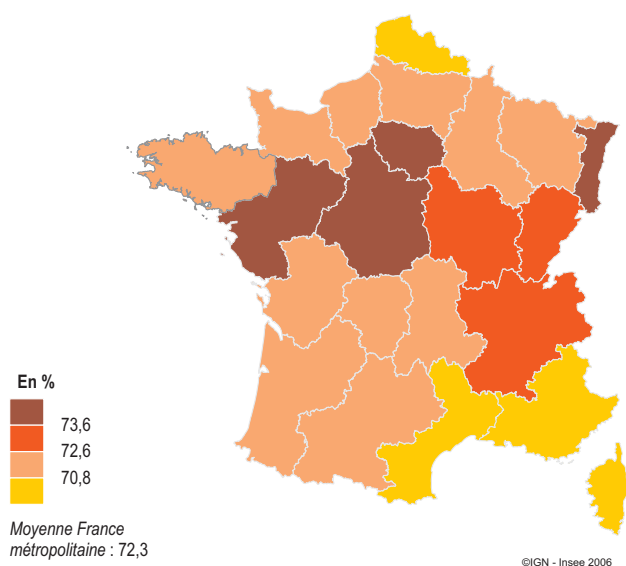 En %
73,6
72,6
70,8
Moyenne France
métropolitaine : 72,3
©IGN - Insee 2006